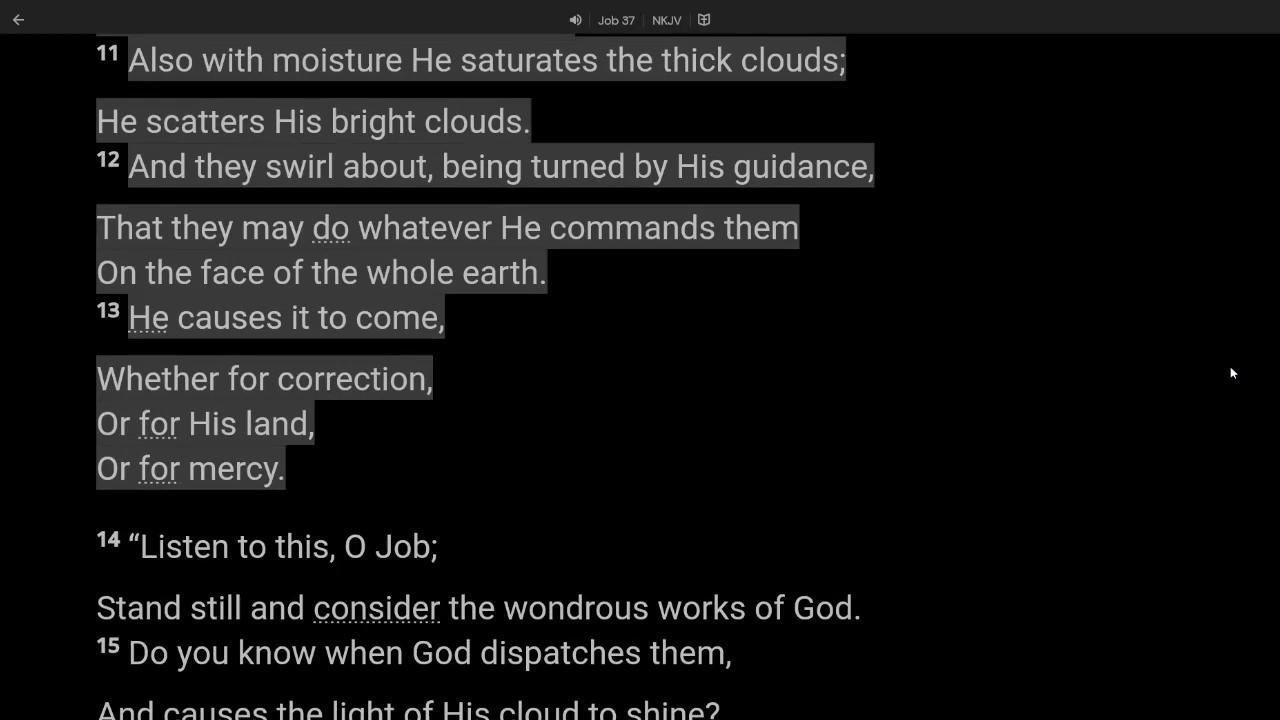 Job 37 NKJV
11 Also with moisture He saturates the thick clouds;
He scatters His bright clouds.
12 And they swirl about, being turned by His guidance,
That they may do whatever He commands them
On the face of the whole earth.
13 He causes it to come,
Whether for correction,
Or for His land,
Or for mercy.
14 “Listen to this, O Job;
Stand still and consider the wondrous works of God.
15 Do you know when God dispatches them,
And causes the light of His cloud to shine?